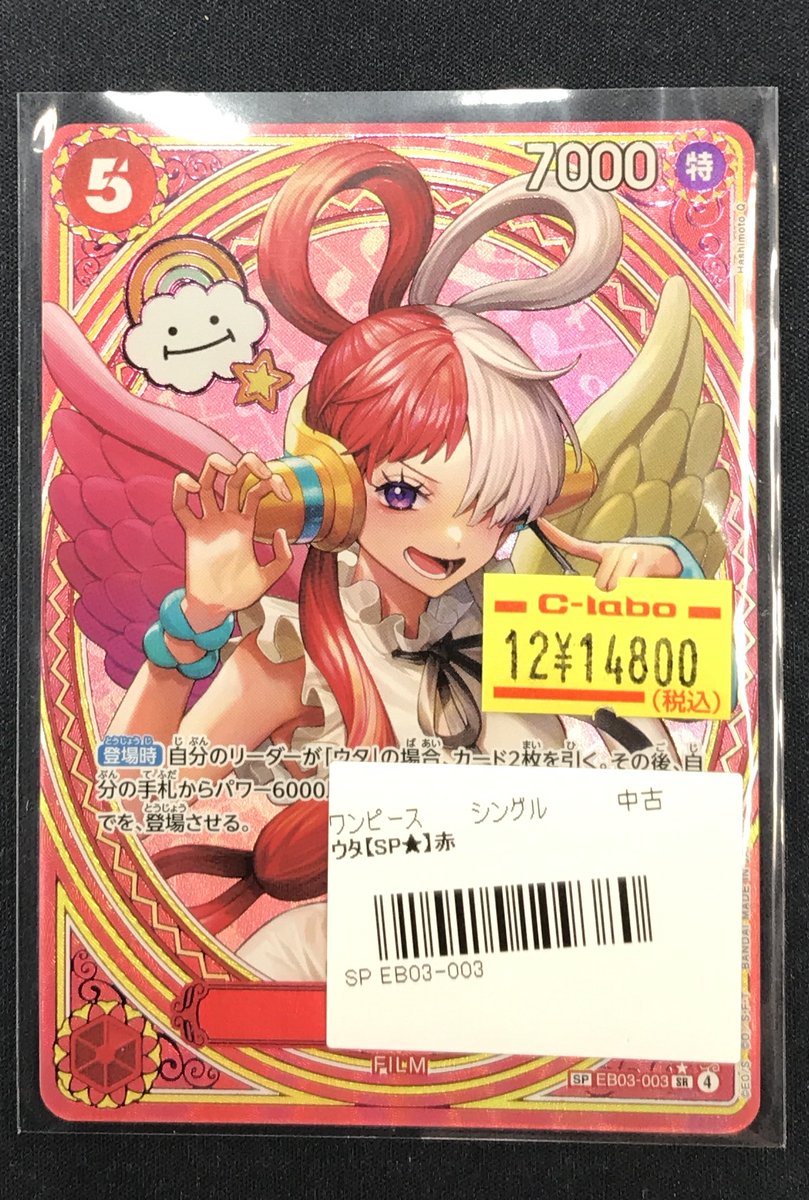 5
7000 特
Hashimoto Q
C-labo
12¥14800
(税込)
登場時 自分のリーダーが「ウタ」の場合、カード2枚を引く。その後、自
分の手札からパワー6000
でを、登場させる。
ワンピース シングル 中古
ウタ【SP★】赤
SP EB03-003
FILM
SP EB03-003 SR 4
BANDAI MADE IN